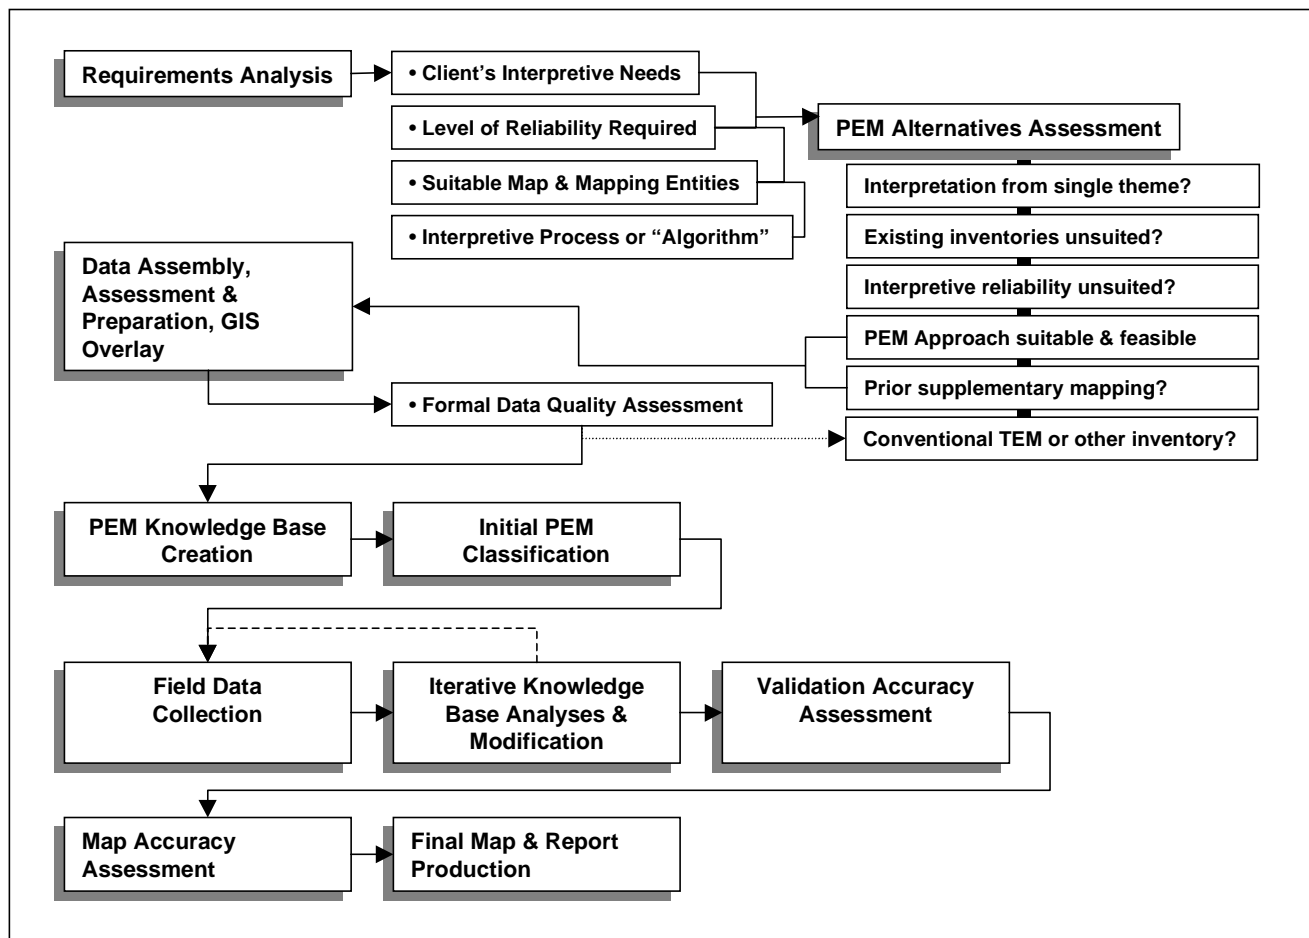 Requirements Analysis
• Client's Interpretive Needs
• Level of Reliability Required
• Suitable Map & Mapping Entities
• Interpretive Process or “Algorithm”
PEM Alternatives Assessment
Interpretation from single theme?
Existing inventories unsuited?
Interpretive reliability unsuited?
PEM Approach suitable & feasible
Prior supplementary mapping?
Conventional TEM or other inventory?
Data Assembly,
Assessment &
Preparation, GIS
Overlay
• Formal Data Quality Assessment
PEM Knowledge Base
Creation
Initial PEM
Classification
Field Data
Collection
Iterative Knowledge
Base Analyses &
Modification
Validation Accuracy
Assessment
Map Accuracy
Assessment
Final Map & Report
Production